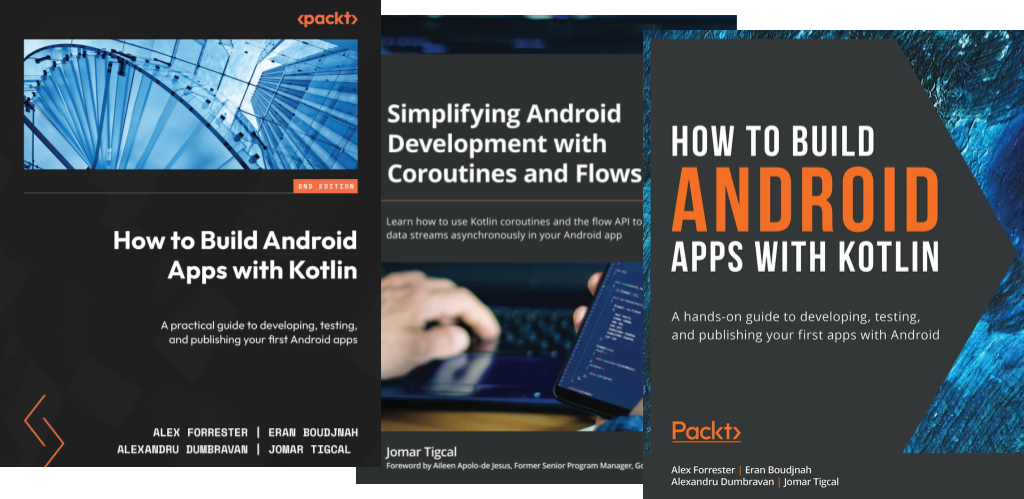 <packt>
2ND EDITION
How to Build Android
Apps with Kotlin
A practical guide to developing, testing,
and publishing your first Android apps
ALEX FORRESTER | ERAN BOUDJNAH
ALEXANDRU DUMBRAVAN | JOMAR TIGCAL
Simplifying Android
Development with
Coroutines and Flows
Learn how to use Kotlin coroutines and the flow API to
data streams asynchronously in your Android app
Jomar Tigcal
Foreword by Aileen Apolo-de Jesus, Former Senior Program Manager,
HOW TO BUILD
ANDROID
APPS WITH KOTLIN
A hands-on guide to developing, testing,
and publishing your first apps with Android
Packt>
Alex Forrester | Eran Boudjnah
Alexandru Dumbravan | Jomar Tigcal